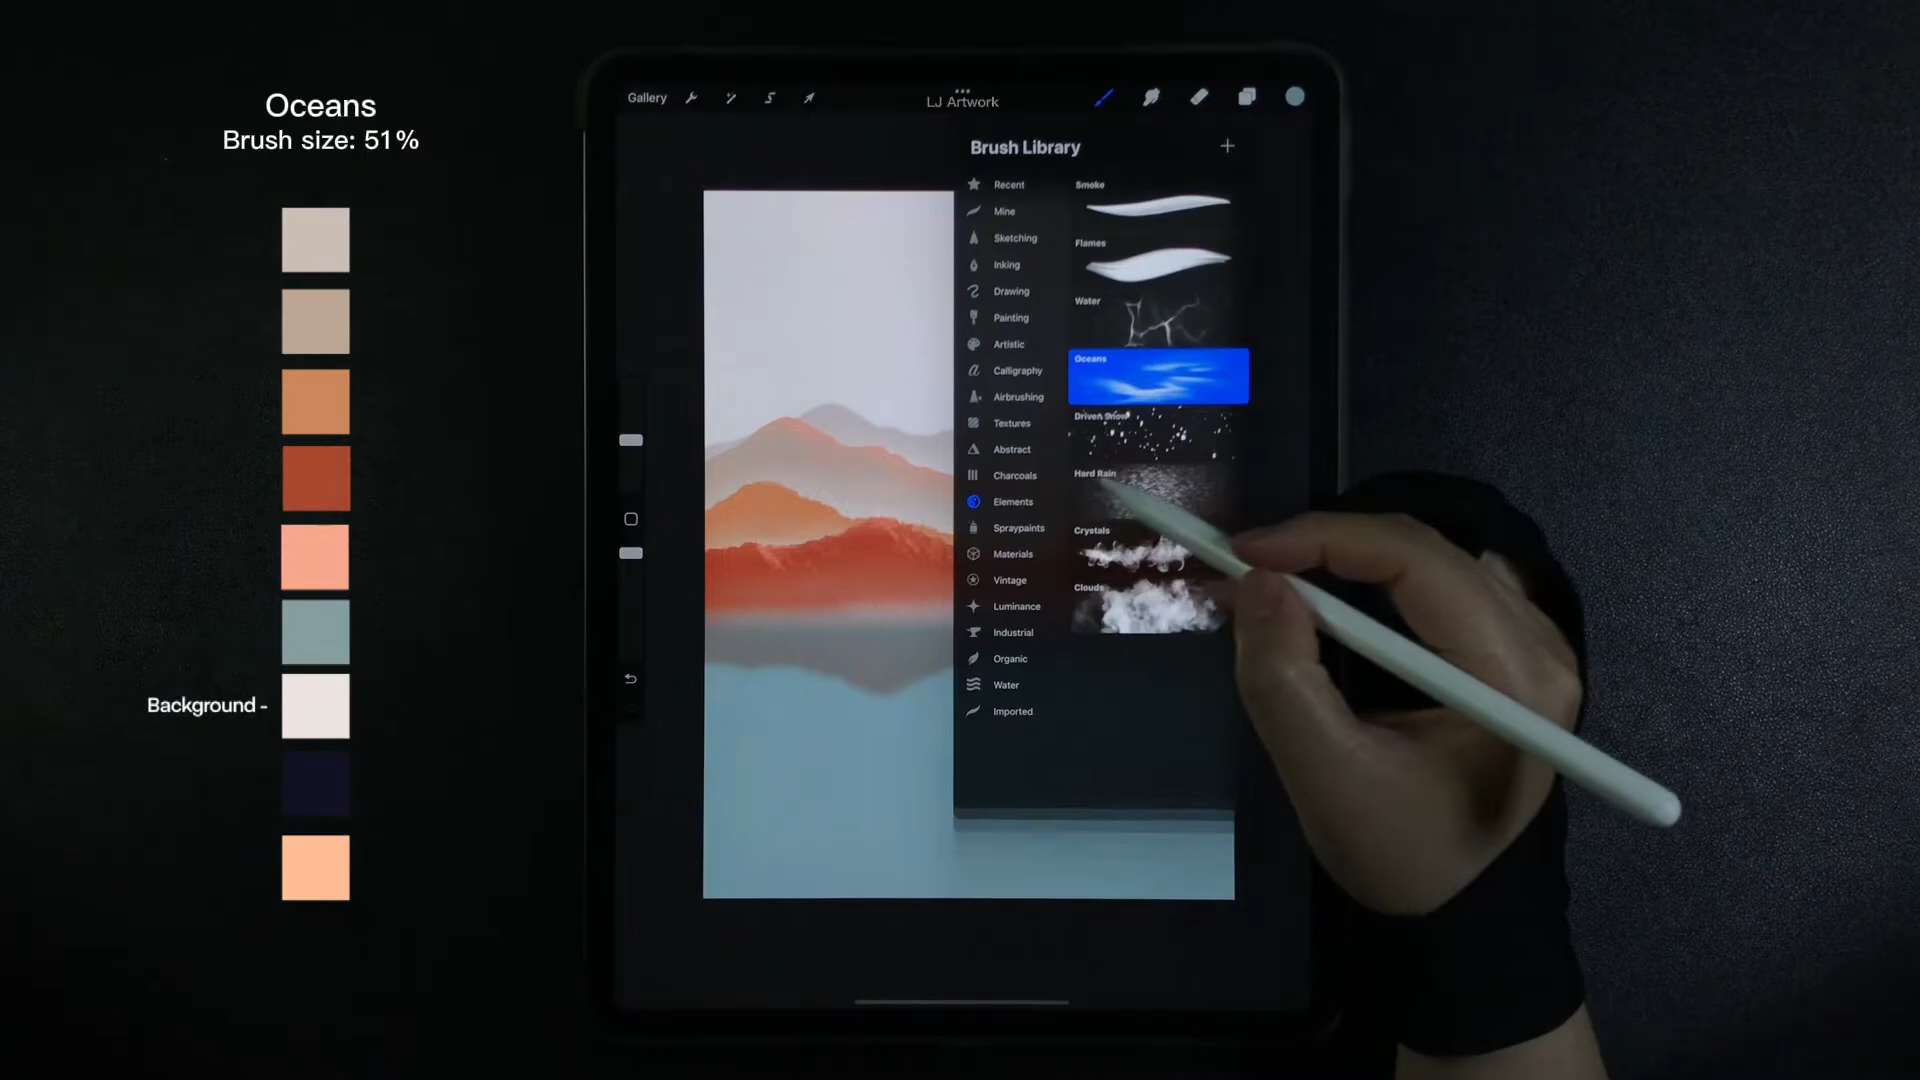 Oceans
Brush size: 51%
Background -
Gallery
LJ Artwork
Brush Library
Recent
Mine
Sketching
Inking
Drawing
Painting
Artistic
Calligraphy
Airbrushing
Textures
Abstract
Charcoals
Elements
Spraypaints
Materials
Vintage
Luminance
Industrial
Organic
Water
Imported
Smoke
Flames
Water
Oceans
Driven Snow
Hard Rain
Crystals
Clouds